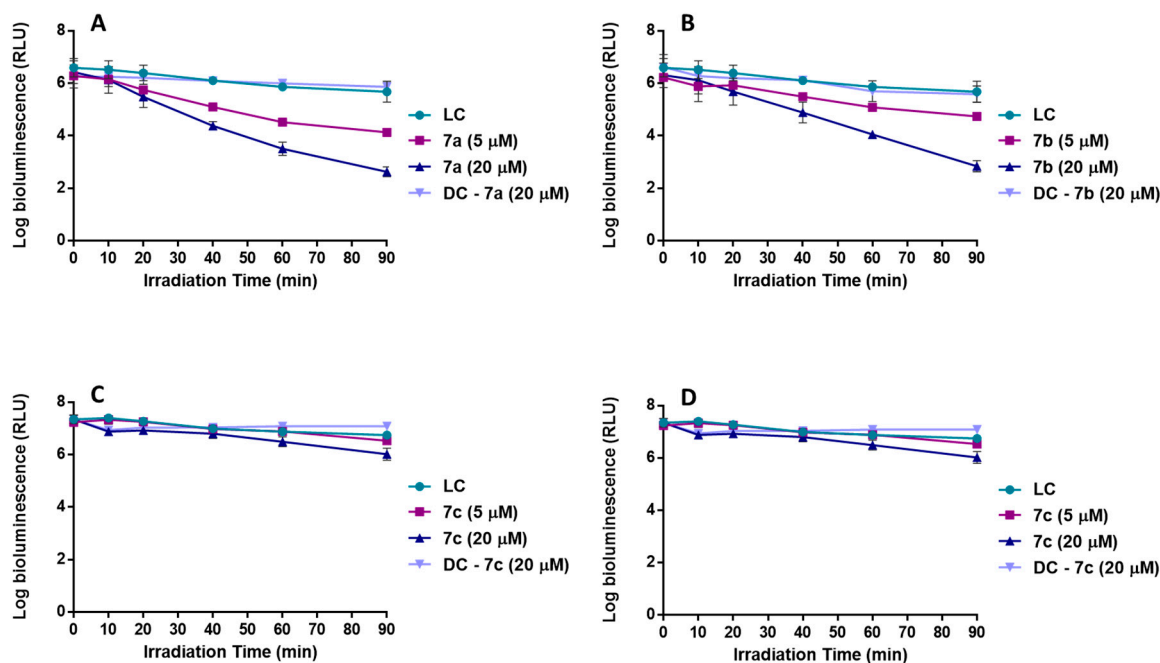 A
Log bioluminescence (RLU)
8
6
4
2
0
0 10 20 30 40 50 60 70 80 90
Irradiation Time (min)
LC
7a (5 μM)
7a (20 μM)
DC - 7a (20 μM)
B
Log bioluminescence (RLU)
8
6
4
2
0
0 10 20 30 40 50 60 70 80 90
Irradiation Time (min)
LC
7b (5 μM)
7b (20 μM)
DC - 7b (20 μM)
C
Log bioluminescence (RLU)
8
6
4
2
0
0 10 20 30 40 50 60 70 80 90
Irradiation Time (min)
LC
7c (5 μM)
7c (20 μM)
DC - 7c (20 μM)
D
Log bioluminescence (RLU)
8
6
4
2
0
0 10 20 30 40 50 60 70 80 90
Irradiation Time (min)
LC
7c (5 μM)
7c (20 μM)
DC - 7c (20 μM)